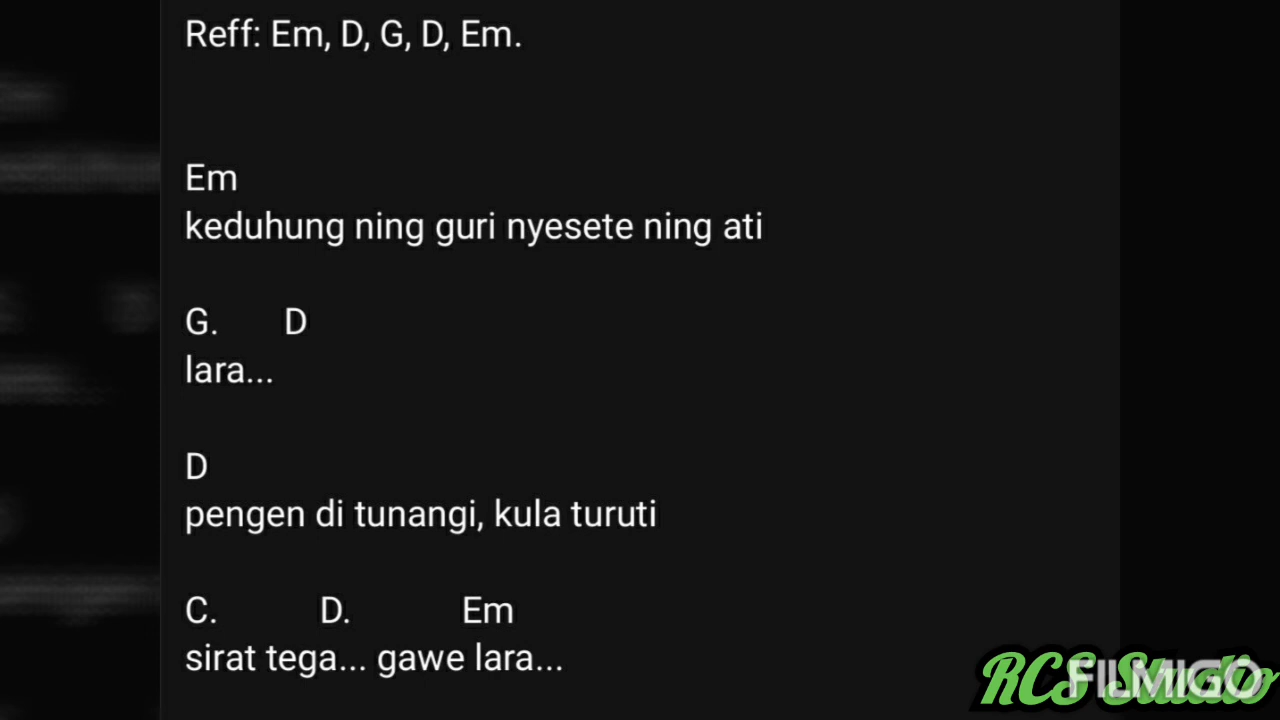 Reff: Em, D, G, D, Em.
Em
keduhung ning guri nyesete ning ati
G. D
lara...
D
pengen di tunangi, kula turuti
C. D. Em
sirat tega... gawe lara...
RCS Studio
FILMIGO